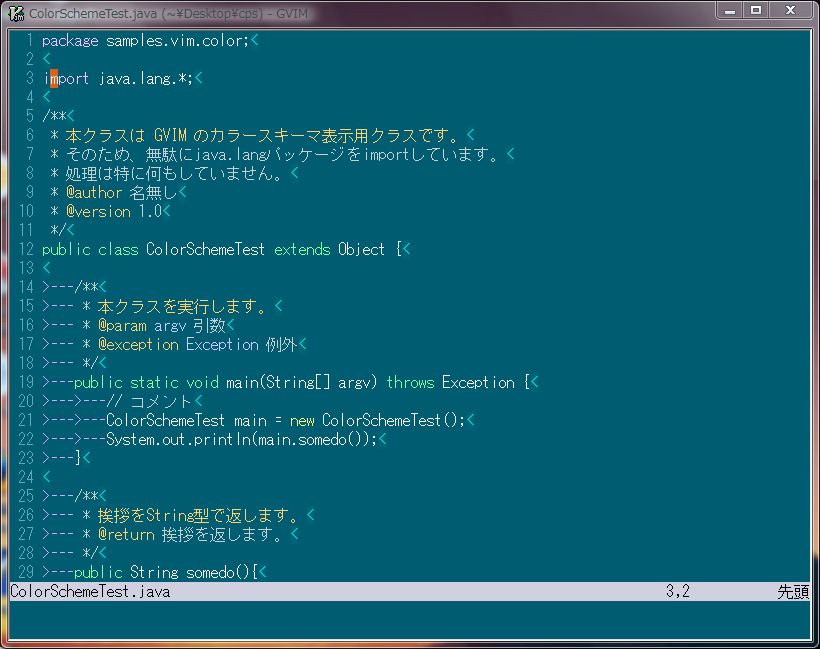 ColorSchemeTest.java (~¥Desktop¥cps) - GVIM
1 package samples.vim.color;<
2 <
3 import java.lang.*;<
4 <
5 /**<
6  * 本クラスは GVIM のカラースキーマ表示用クラスです。<
7  * そのため、無駄にjava.langパッケージをimportしています。<
8  * 処理は特に何もしていません。<
9  * @author 名無し<
10  * @version 1.0<
11  */<
12 public class ColorSchemeTest extends Object {<
13 <
14 >---/**<
15 >--- * 本クラスを実行します。<
16 >--- * @param argv 引数<
17 >--- * @exception Exception 例外<
18 >--- */<
19 >---public static void main(String[] argv) throws Exception {<
20 >--->---// コメント<
21 >--->---ColorSchemeTest main = new ColorSchemeTest();<
22 >--->---System.out.println(main.somedo());<
23 >---}<
24 <
25 >---/**<
26 >--- * 挨拶をString型で返します。<
27 >--- * @return 挨拶を返します。<
28 >--- */<
29 >---public String somedo(){<
ColorSchemeTest.java 3,2 先頭